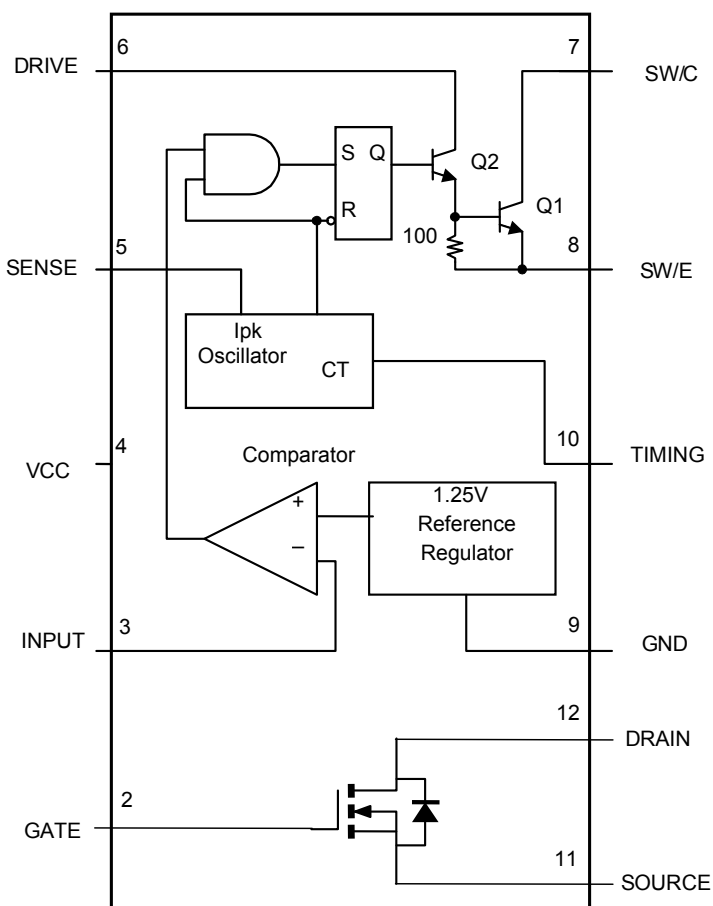 6
7
DRIVE
SW/C
S Q
Q2
R
Q1
100
5
8
SENSE
SW/E
Ipk
Oscillator
CT
4
10
VCC
Comparator
TIMING
+
1.25V
Reference
Regulator
–
3
9
INPUT
GND
12
DRAIN
2
GATE
11
SOURCE